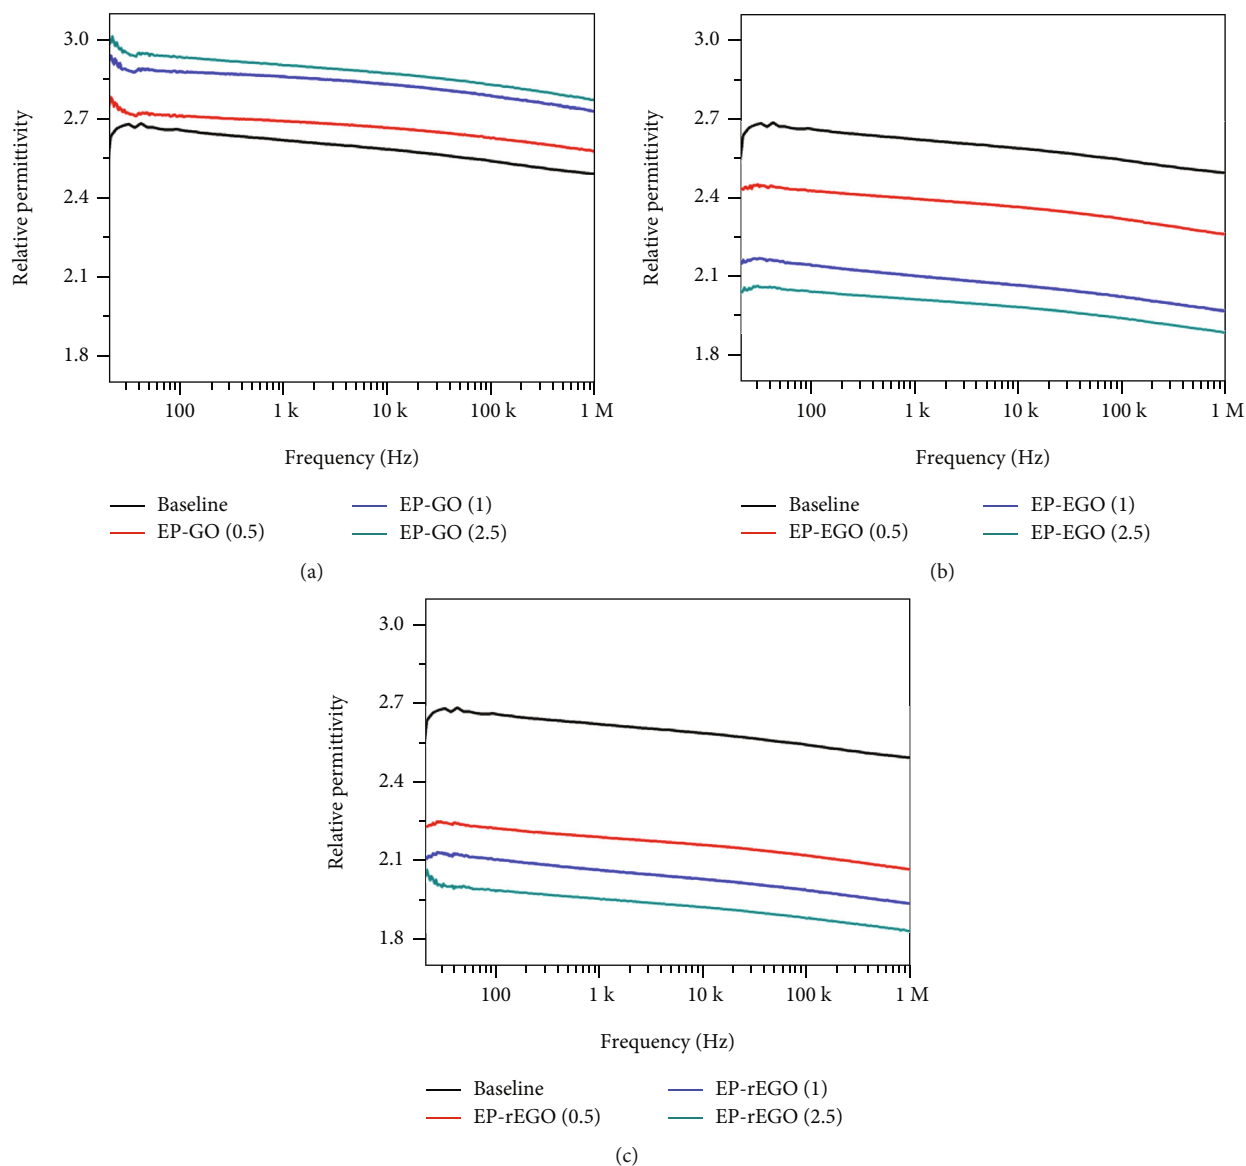 3.0
2.7
2.4
2.1
1.8
Relative permittivity
100 1 k 10 k 100 k 1 M
Frequency (Hz)
Baseline EP-GO (1)
EP-GO (0.5) EP-GO (2.5)
(a)
3.0
2.7
2.4
2.1
1.8
Relative permittivity
100 1 k 10 k 100 k 1 M
Frequency (Hz)
Baseline EP-EGO (1)
EP-EGO (0.5) EP-EGO (2.5)
(b)
3.0
2.7
2.4
2.1
1.8
Relative permittivity
100 1 k 10 k 100 k 1 M
Frequency (Hz)
Baseline EP-rEGO (1)
EP-rEGO (0.5) EP-rEGO (2.5)
(c)